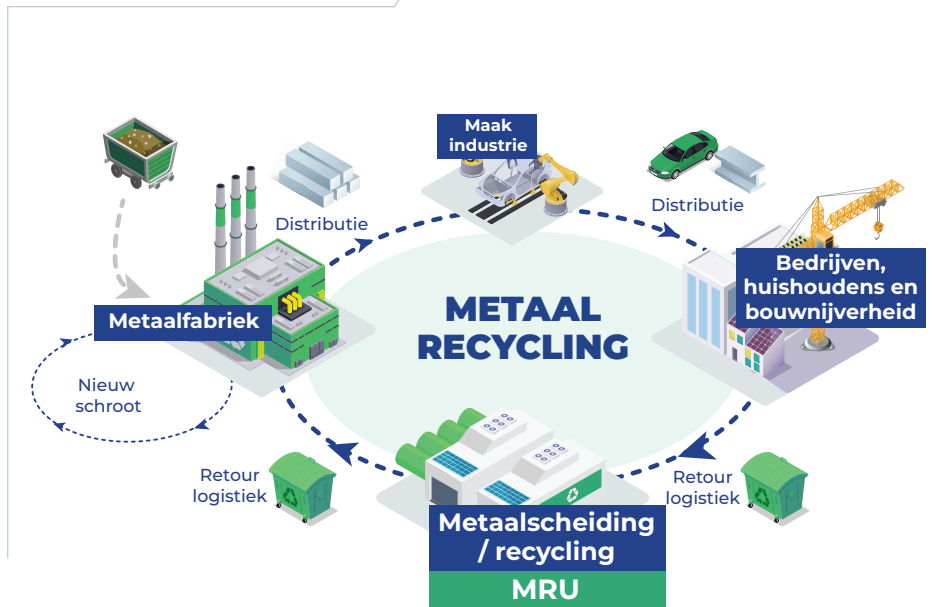 Maak
industrie
Distributie
Distributie
Bedrijven,
huishoudens en
bouwnijverheid
METAAL
RECYCLING
Metaalfabriek
Nieuw
schroot
Retour
logistiek
Retour
logistiek
Metaalscheiding
/ recycling
MRU